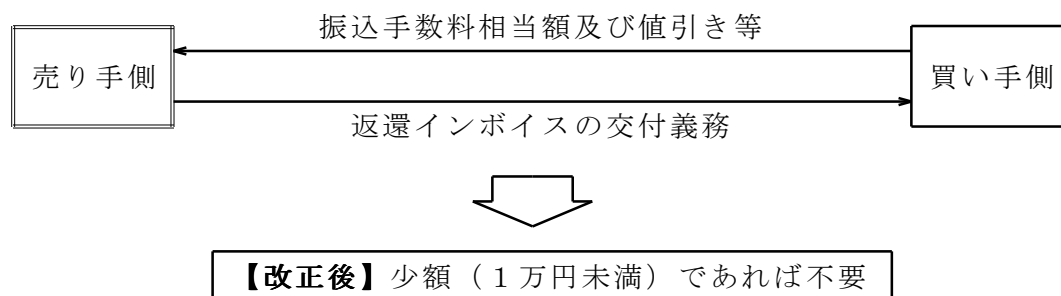 振込手数料相当額及び値引き等
売り手側
買い手側
返還インボイスの交付義務
【改正後】少額（１万円未満）であれば不要